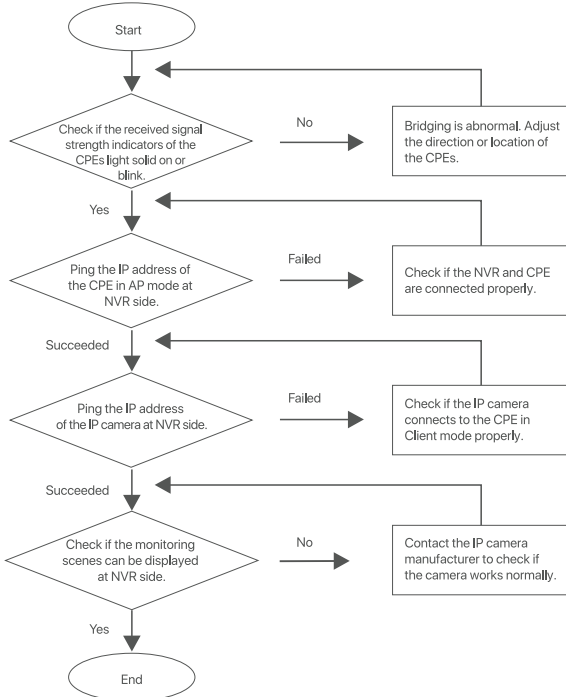 Start
Check if the received signal
strength indicators of the
CPEs light solid on or
blink.
No
Bridging is abnormal. Adjust
the direction or location of
the CPEs.
Yes
Ping the IP address of
the CPE in AP mode at
NVR side.
Failed
Check if the NVR and CPE
are connected properly.
Succeeded
Ping the IP address
of the IP camera at NVR side.
Failed
Check if the IP camera
connects to the CPE in
Client mode properly.
Succeeded
Check if the monitoring
scenes can be displayed
at NVR side.
No
Contact the IP camera
manufacturer to check if
the camera works normally.
Yes
End